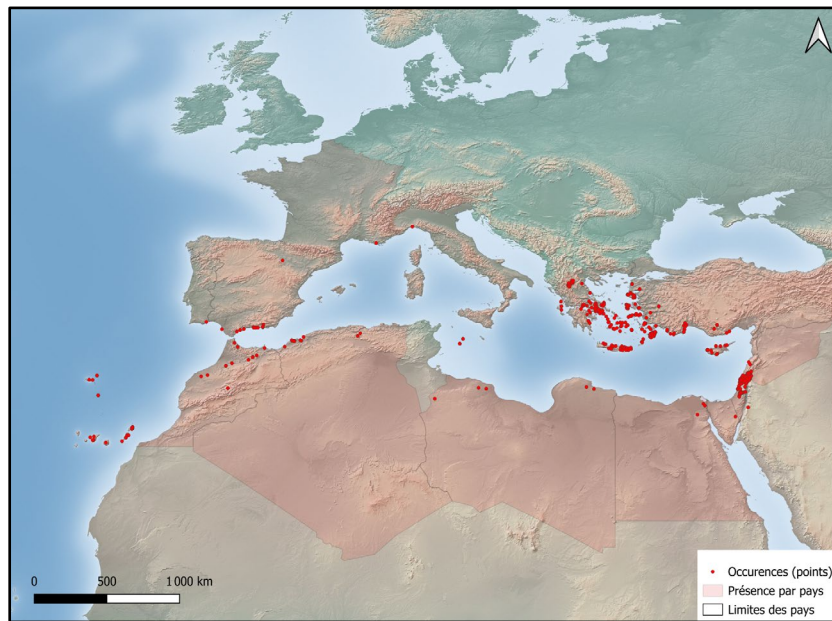 0 500 1 000 km
Occurences (points)
Présence par pays
Limites des pays